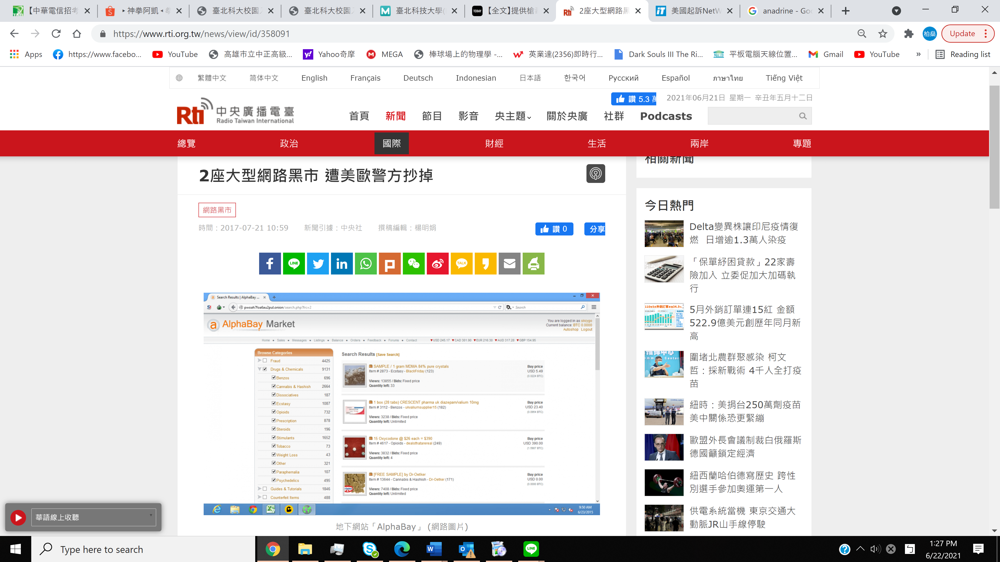 【中華電信招考
▸神拳阿凱◂
臺北科大校園
臺北科大校園
臺北科技大學(
【全文】提供槍
2座大型網路黑
美國起訴NetW
anadrine - Goo
https://www.rti.org.tw/news/view/id/358091
柏燊
Update
Apps
https://www.facebo...
YouTube
高雄市立中正高級...
Yahoo奇摩
MEGA
棒球場上的物理學 -...
英業達(2356)即時行...
Dark Souls III The Ri...
平板電腦天線位置...
Gmail
YouTube
»
Reading list
繁體中文
简体中文
English
Français
Deutsch
Indonesian
日本語
한국어
Русский
Español
ภาษาไทย
Tiếng Việt
讚 5.3 萬
2021年06月21日 星期一 辛丑年五月十二日
Rti 中央廣播電臺
Radio Taiwan International
首頁
新聞
節目
影音
央主題
關於央廣
社群
Podcasts
總覽
政治
國際
財經
生活
兩岸
專題
2座大型網路黑市 遭美歐警方抄掉
網路黑市
時間：2017-07-21 10:59
新聞引據：中央社
撰稿編輯：楊明娟
讚 0
分享
LINE
TALK
Search Results | AlphaBay ...
pwoah7foa6au2pul.onion/search.php?frc=2
Search
AlphaBay Market
You are logged in as skcygo
Current balance: BTC 0.0000
Autoshop Logout
Home
Sales
Messages
Listings
Balance
Orders
Feedback
Forums
Contact
▼USD 245.17 ▼CAD 301.90 ▼EUR 216.30 ▼AUD 317.28 ▼GBP 154.95
Browse Categories
Fraud 4425
Drugs & Chemicals 9131
Benzos 696
Cannabis & Hashish 2664
Dissociatives 187
Ecstasy 1087
Opioids 732
Prescription 878
Steroids 196
Stimulants 1652
Tobacco 73
Weight Loss 43
Other 321
Paraphernalia 107
Psychedelics 495
Guides & Tutorials 1846
Counterfeit Items 488
Search Results [Save Search]
SAMPLE / 1 gram MDMA 84% pure crystals
Item # 2873 - Ecstasy - BlackFriday (123)
Views: 13855 / Bids: Fixed price
Quantity left: 33
Buy price
USD 5.49
(0.0224 BTC)
1 box (28 tabs) CRESCENT pharma uk diazepam/valium 10mg
Item # 3112 - Benzos - ukvaliumsupplier15 (182)
Views: 3238 / Bids: Fixed price
Quantity left: Unlimited
Buy price
USD 23.40
(0.0954 BTC)
15 Oxycodone @ $26 each = $390
Item # 4617 - Opioids - dealsthatarereal (249)
Views: 3832 / Bids: Fixed price
Quantity left: 4
Buy price
USD 390.00
(1.5907 BTC)
[FREE SAMPLE] by Dr-Oetker
Item # 13644 - Cannabis & Hashish - Dr-Oetker (171)
Views: 7408 / Bids: Fixed price
Quantity left: Unlimited
Buy price
USD 0.00
(0.0000 BTC)
9:50 AM
6/23/2015
地下網站「AlphaBay」 (網路圖片)
相關新聞
今日熱門
Delta變異株讓印尼疫情復
燃 日增逾1.3萬人染疫
「保單紓困貸款」22家壽
險加入 立委促加大加碼執
行
5月外銷訂單連15紅 金額
522.9億美元創歷年同月新
高
圍堵北農群聚感染 柯文
哲：採新戰術 4千人全打疫
苗
紐時：美捐台250萬劑疫苗
美中關係恐更緊繃
歐盟外長會議制裁白俄羅斯
德國籲鎖定經濟
紐西蘭哈伯德寫歷史 跨性
別選手參加奧運第一人
供電系統當機 東京交通大
動脈JR山手線停駛
華語線上收聽
Type here to search
LINE
1:27 PM
6/22/2021